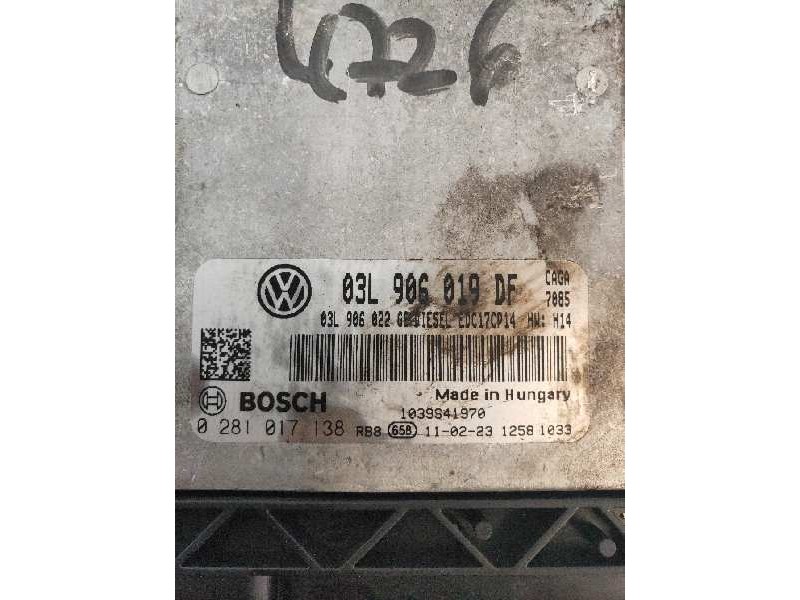 4726
03L 906 019 DF
CAGA
7085
03L 906 022 DIESEL EDC17CP14 HW: H14
BOSCH
Made in Hungary
1039S41970
0 281 017 138 RB8 658 11-02-23 1258 1033